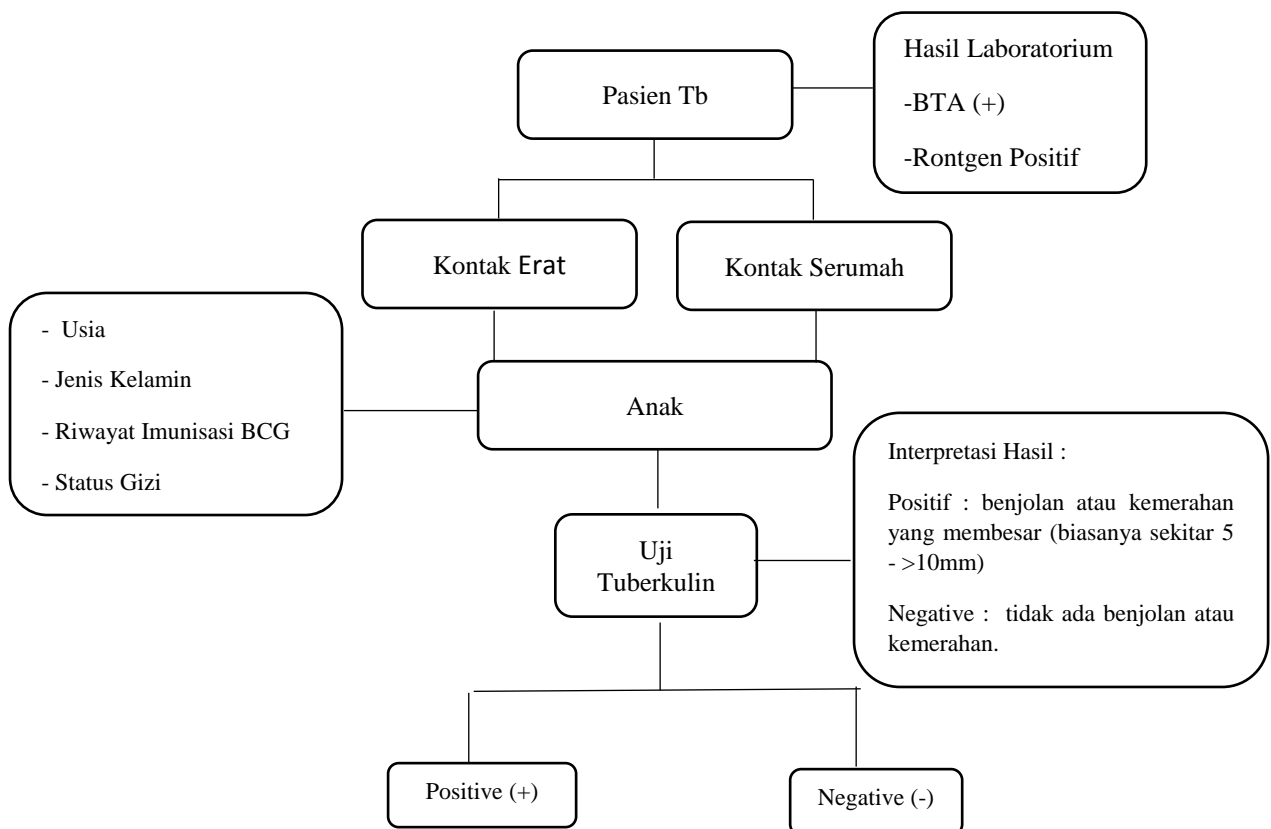 Hasil Laboratorium
-BTA (+)
-Rontgen Positif
Pasien Tb
Kontak Erat
Kontak Serumah
- Usia
- Jenis Kelamin
- Riwayat Imunisasi BCG
- Status Gizi
Anak
Interpretasi Hasil :
Positif : benjolan atau kemerahan
yang membesar (biasanya sekitar 5
- >10mm)
Negative : tidak ada benjolan atau
kemerahan.
Uji
Tuberkulin
Positive (+)
Negative (-)